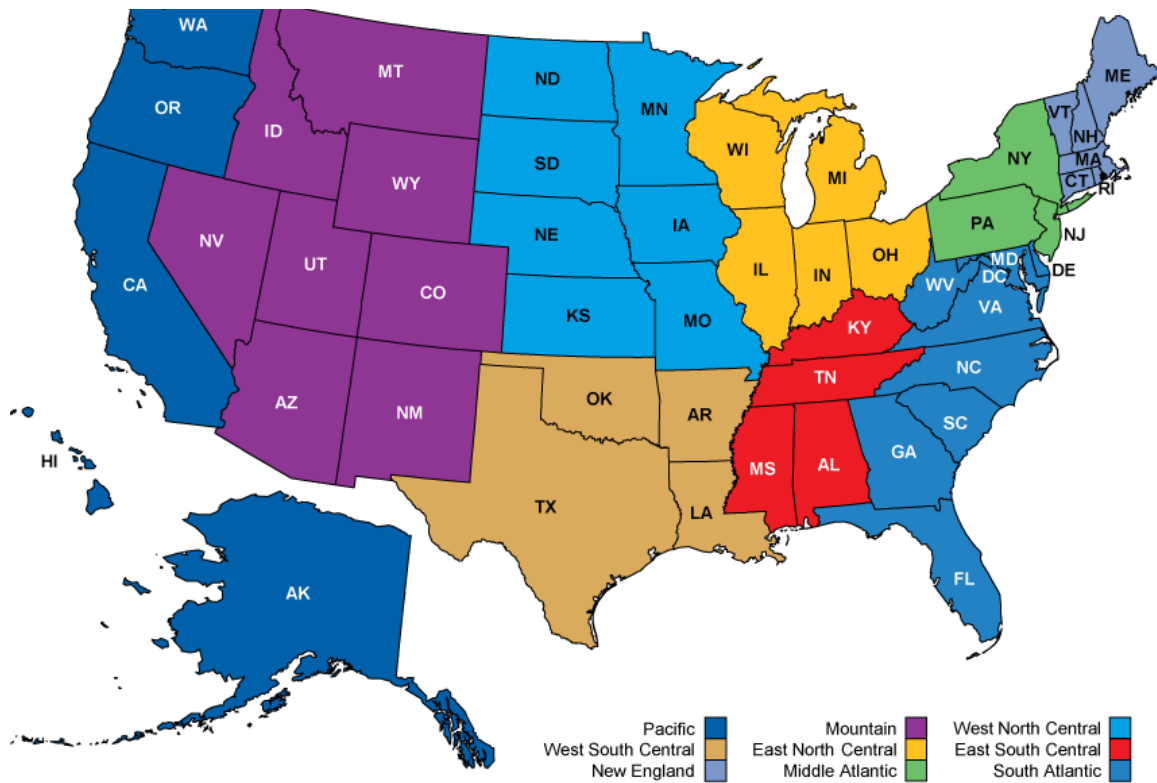 WA
ME
MT
ND
MN
VT
OR
ID
NH
WI
NY
MA
SD
MI
WY
CT
RI
PA
NE
IA
NJ
NV
OH
MD
UT
IL
IN
DE
DC
CA
CO
WV
VA
KS
MO
KY
NC
TN
OK
AZ
NM
AR
SC
GA
HI
MS
AL
TX
LA
FL
AK
Pacific
Mountain
West North Central
West South Central
East North Central
East South Central
New England
Middle Atlantic
South Atlantic